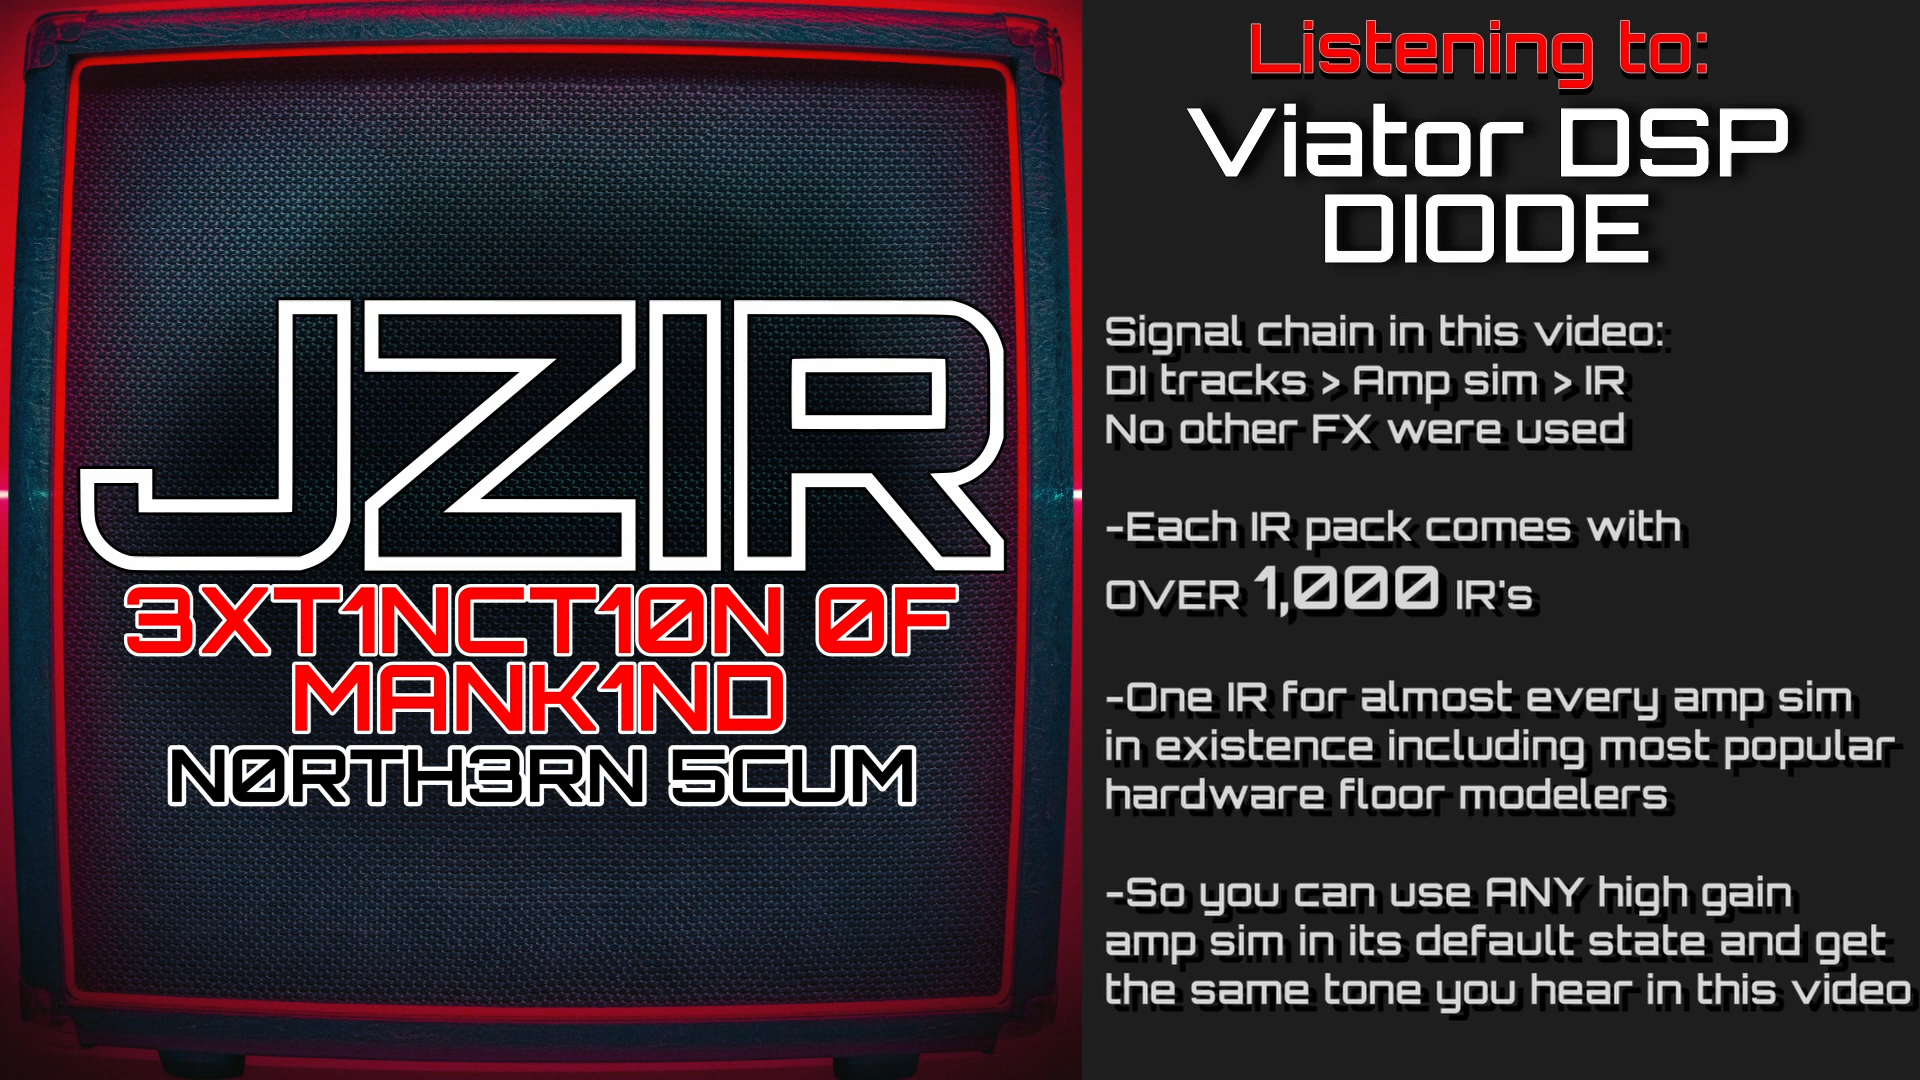 JZIR
3XT1NCT10N 0F
MANK1ND
N0RTH3RN 5CUM
Listening to:
Viator DSP
DIODE
Signal chain in this video:
DI tracks > Amp sim > IR
No other FX were used
-Each IR pack comes with
OVER 1,000 IR's
-One IR for almost every amp sim
in existence including most popular
hardware floor modelers
-So you can use ANY high gain
amp sim in its default state and get
the same tone you hear in this video